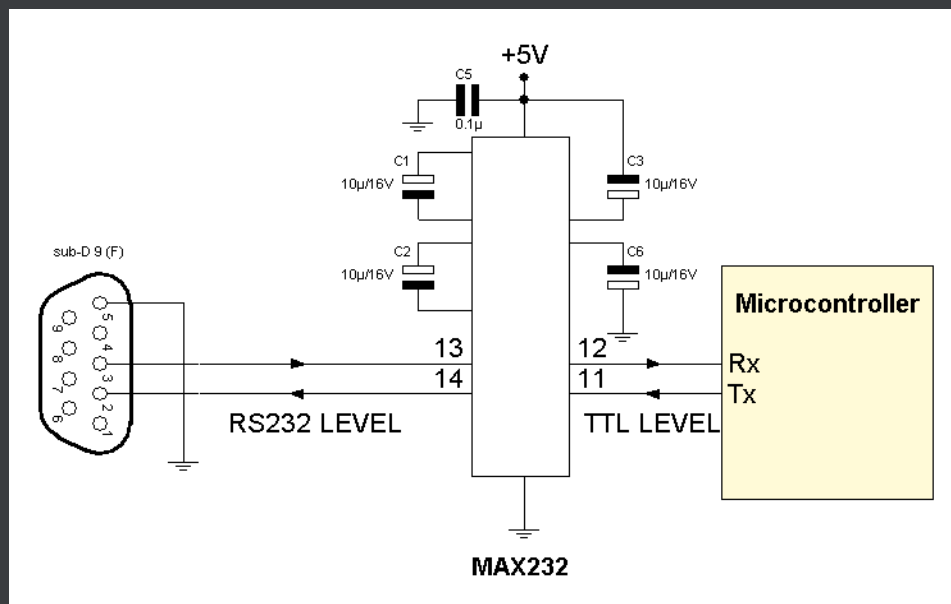 +5V
C5
0.1µ
C1
10µ/16V
C3
10µ/16V
C2
10µ/16V
C6
10µ/16V
sub-D 9 (F)
5
9
4
8
3
7
2
6
1
Microcontroller
13
14
12
11
Rx
Tx
RS232 LEVEL
TTL LEVEL
MAX232